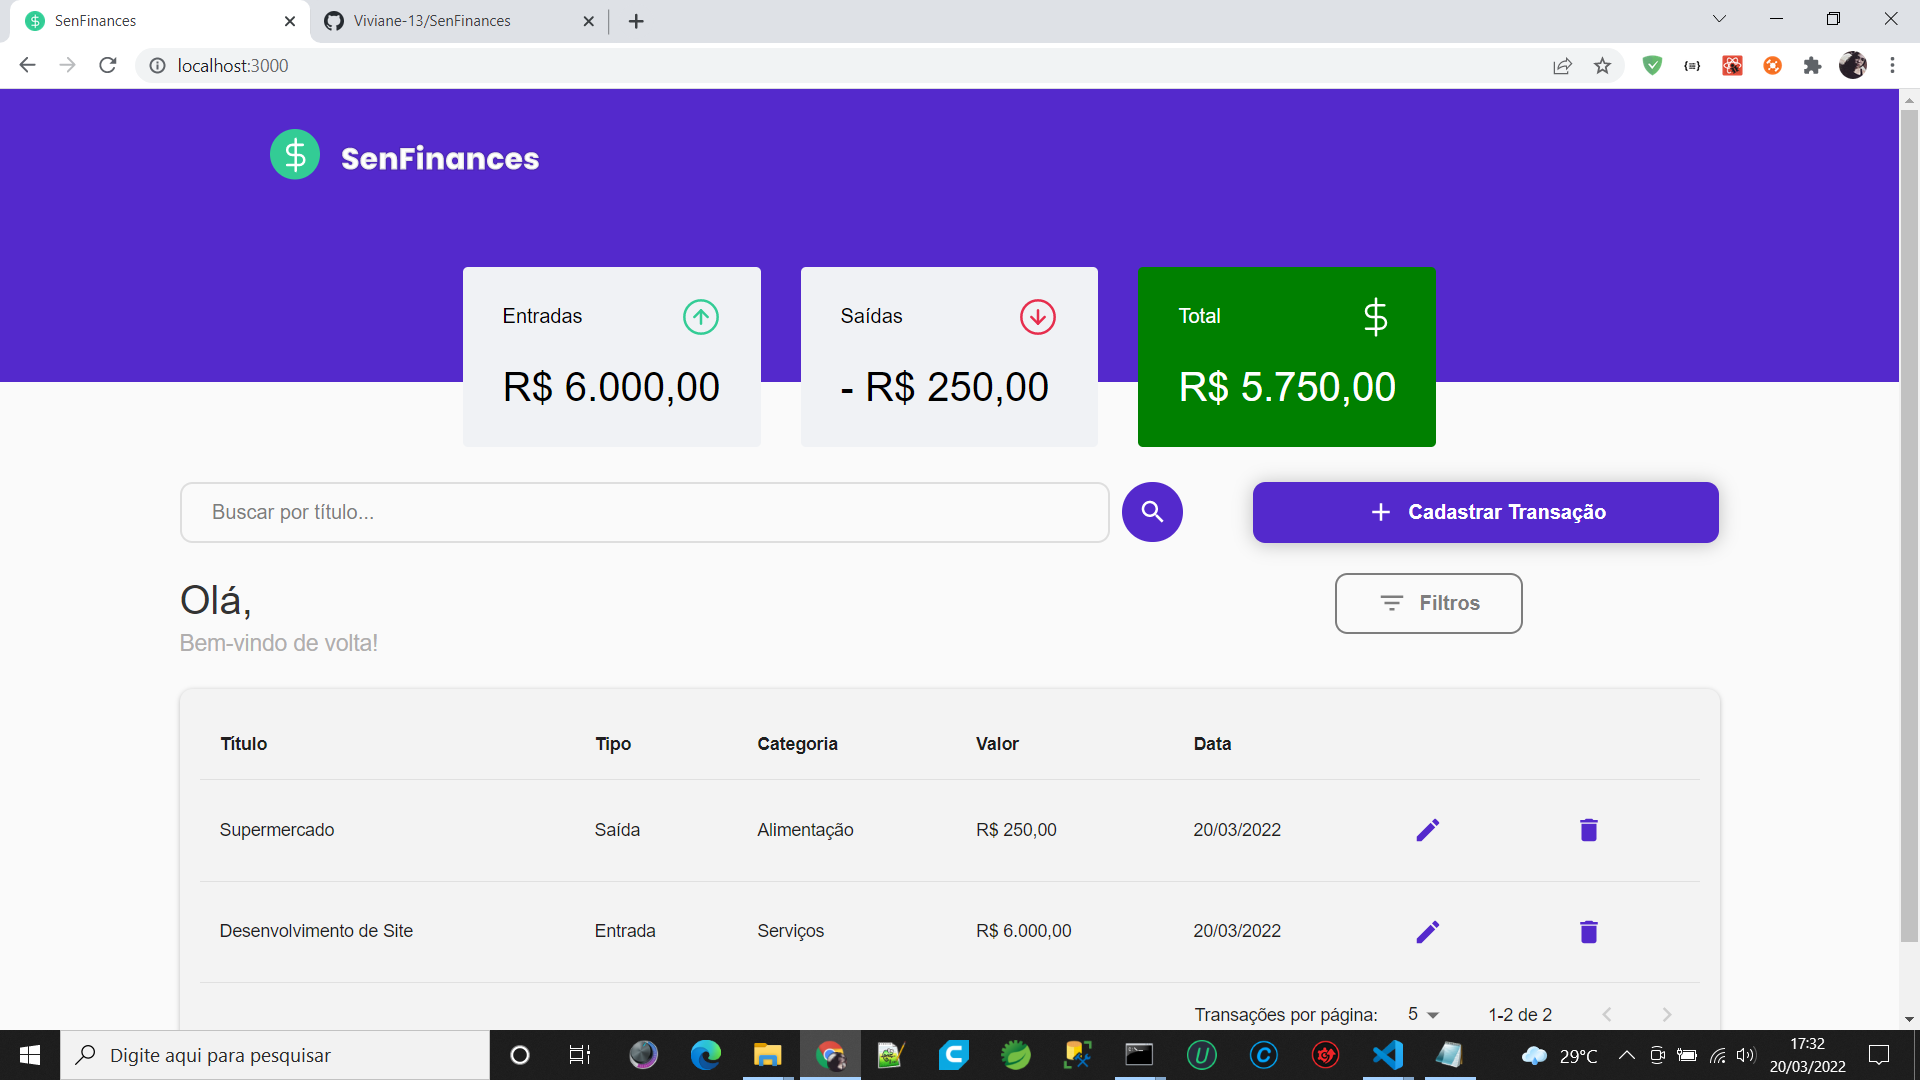 SenFinances
Viviane-13/SenFinances
localhost:3000
SenFinances
Entradas
R$ 6.000,00
Saídas
- R$ 250,00
Total
R$ 5.750,00
Buscar por título...
Cadastrar Transação
Olá,
Bem-vindo de volta!
Filtros
Título Tipo Categoria Valor Data
Supermercado Saída Alimentação R$ 250,00 20/03/2022
Desenvolvimento de Site Entrada Serviços R$ 6.000,00 20/03/2022
Transações por página: 5 1-2 de 2
Digite aqui para pesquisar
29°C
17:32
20/03/2022